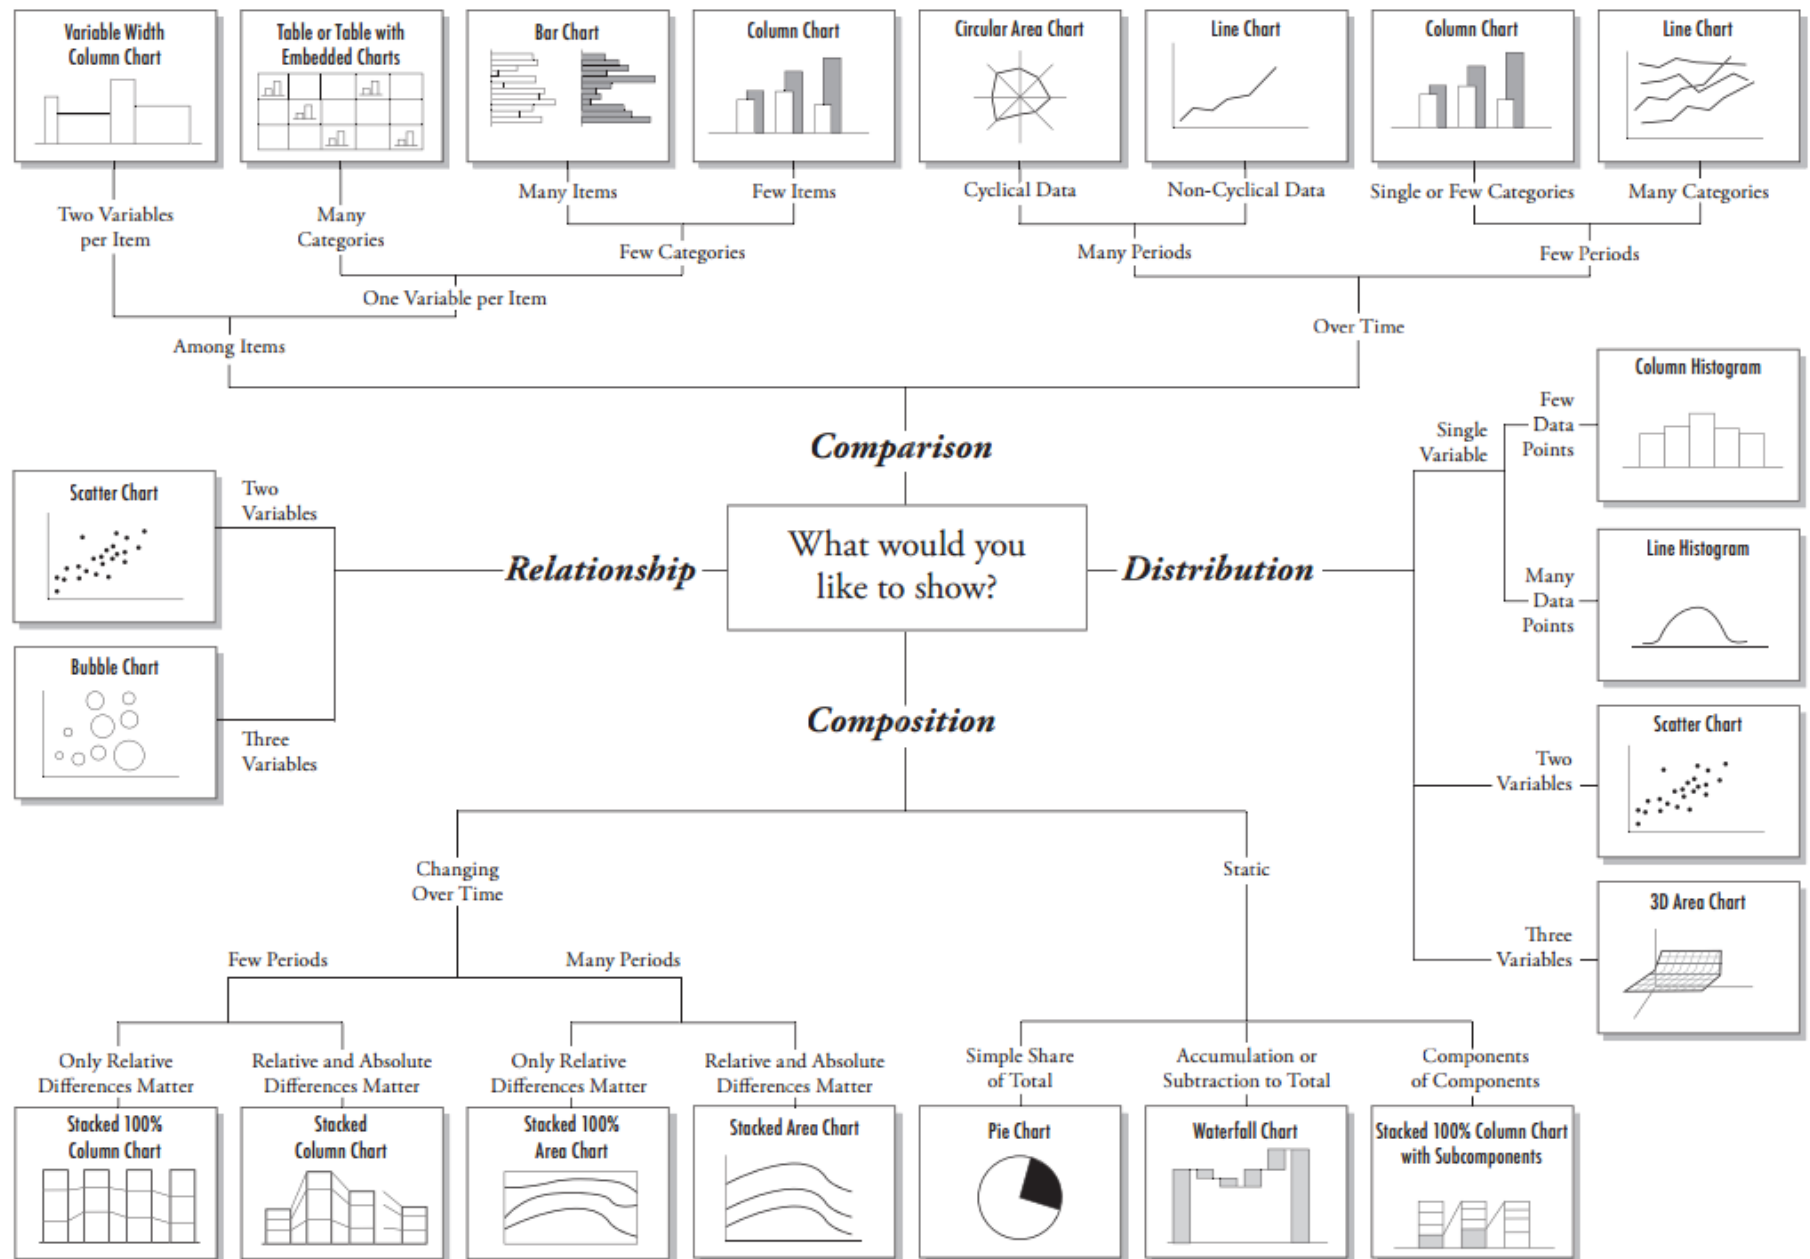 Variable Width
Column Chart
Table or Table with
Embedded Charts
Bar Chart
Column Chart
Circular Area Chart
Line Chart
Column Chart
Line Chart
Two Variables
per Item
Many
Categories
Many Items
Few Items
Cyclical Data
Non-Cyclical Data
Single or Few Categories
Many Categories
Few Categories
Many Periods
Few Periods
One Variable per Item
Among Items
Over Time
Comparison
Scatter Chart
Two
Variables
Bubble Chart
Three
Variables
Relationship
What would you
like to show?
Distribution
Single
Variable
Few
Data
Points
Column Histogram
Many
Data
Points
Line Histogram
Two
Variables
Scatter Chart
Three
Variables
3D Area Chart
Composition
Changing
Over Time
Static
Few Periods
Many Periods
Only Relative
Differences Matter
Relative and Absolute
Differences Matter
Only Relative
Differences Matter
Relative and Absolute
Differences Matter
Simple Share
of Total
Accumulation or
Subtraction to Total
Components
of Components
Stacked 100%
Column Chart
Stacked
Column Chart
Stacked 100%
Area Chart
Stacked Area Chart
Pie Chart
Waterfall Chart
Stacked 100% Column Chart
with Subcomponents